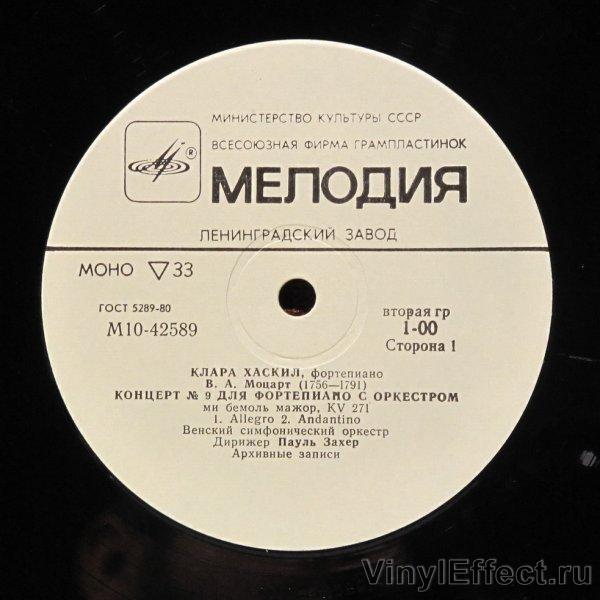 МИНИСТЕРСТВО КУЛЬТУРЫ СССР
ВСЕСОЮЗНАЯ ФИРМА ГРАМПЛАСТИНОК
®
МЕЛОДИЯ
ЛЕНИНГРАДСКИЙ ЗАВОД
МОНО ▽ 33
ГОСТ 5289-80
М10-42589
вторая гр
1-00
Сторона 1
КЛАРА ХАСКИЛ, фортепиано
В. А. Моцарт (1756—1791)
КОНЦЕРТ № 9 ДЛЯ ФОРТЕПИАНО С ОРКЕСТРОМ
ми бемоль мажор, KV 271
1. Allegro 2. Andantino
Венский симфонический оркестр
Дирижер Пауль Захер
Архивные записи
VinylEffect.ru